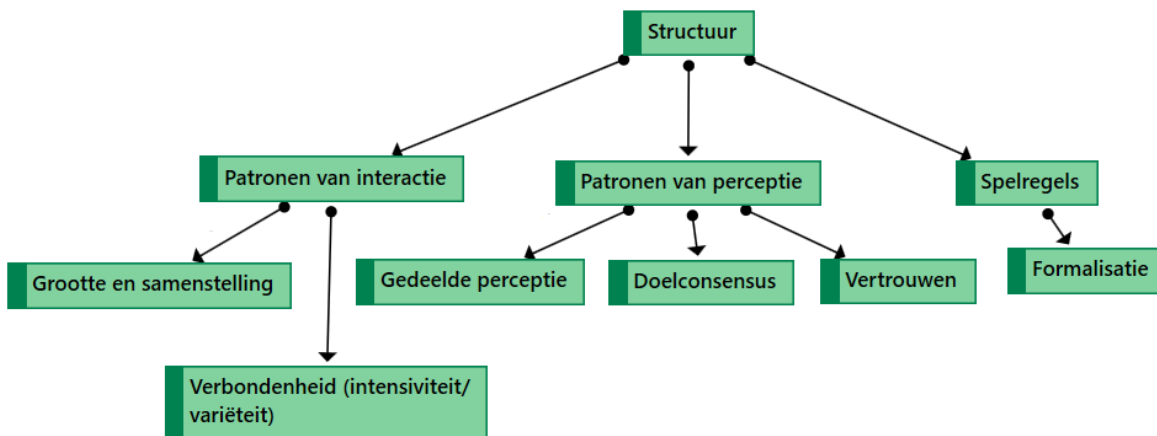 Structuur
Patronen van interactie
Patronen van perceptie
Spelregels
Grootte en samenstelling
Gedeelde perceptie
Doelconsensus
Vertrouwen
Formalisatie
Verbondenheid (intensiviteit/
variëteit)